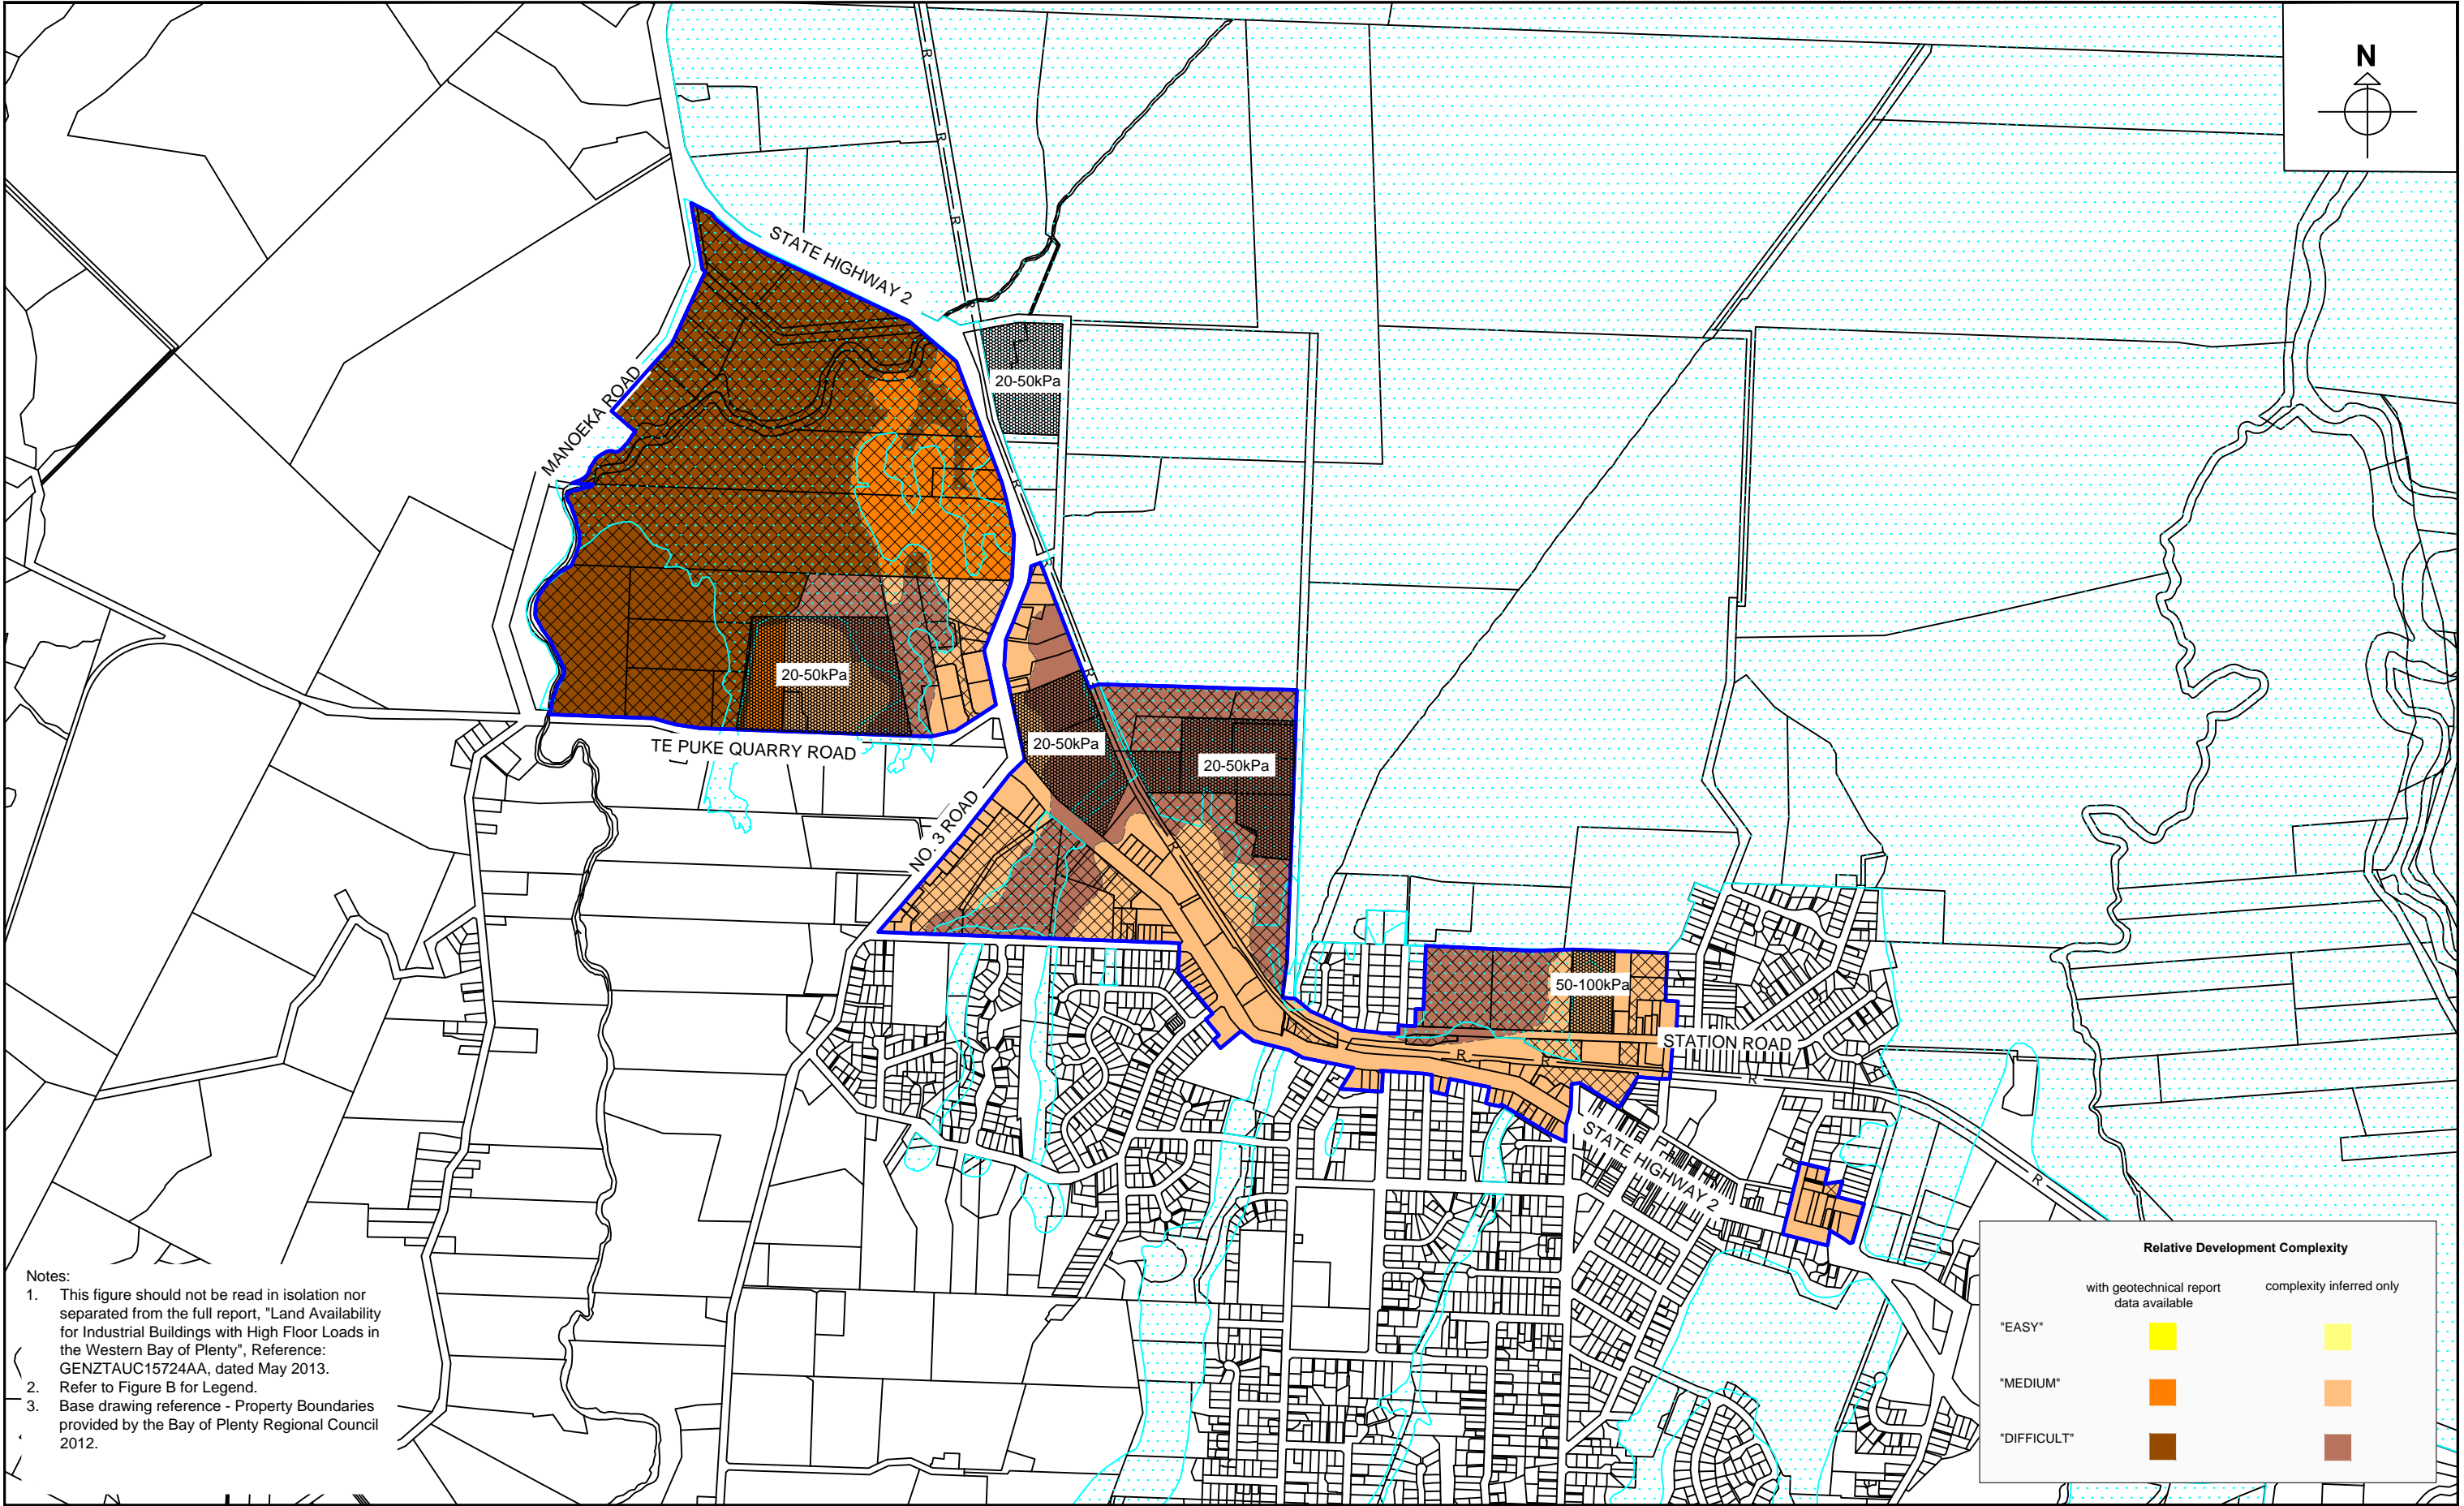 N
STATE HIGHWAY 2
20-50kPa
MANOEKA ROAD
20-50kPa
TE PUKE QUARRY ROAD
20-50kPa
20-50kPa
NO. 3 ROAD
50-100kPa
STATION ROAD
STATE HIGHWAY 2
R
R
R
R
R
R
R
R
R
R
R
R
Notes:
1. This figure should not be read in isolation nor
separated from the full report, "Land Availability
for Industrial Buildings with High Floor Loads in
the Western Bay of Plenty", Reference:
GENZTAUC15724AA, dated May 2013.
2. Refer to Figure B for Legend.
3. Base drawing reference - Property Boundaries
provided by the Bay of Plenty Regional Council
2012.
Relative Development Complexity
with geotechnical report
data available
complexity inferred only
"EASY"
"MEDIUM"
"DIFFICULT"